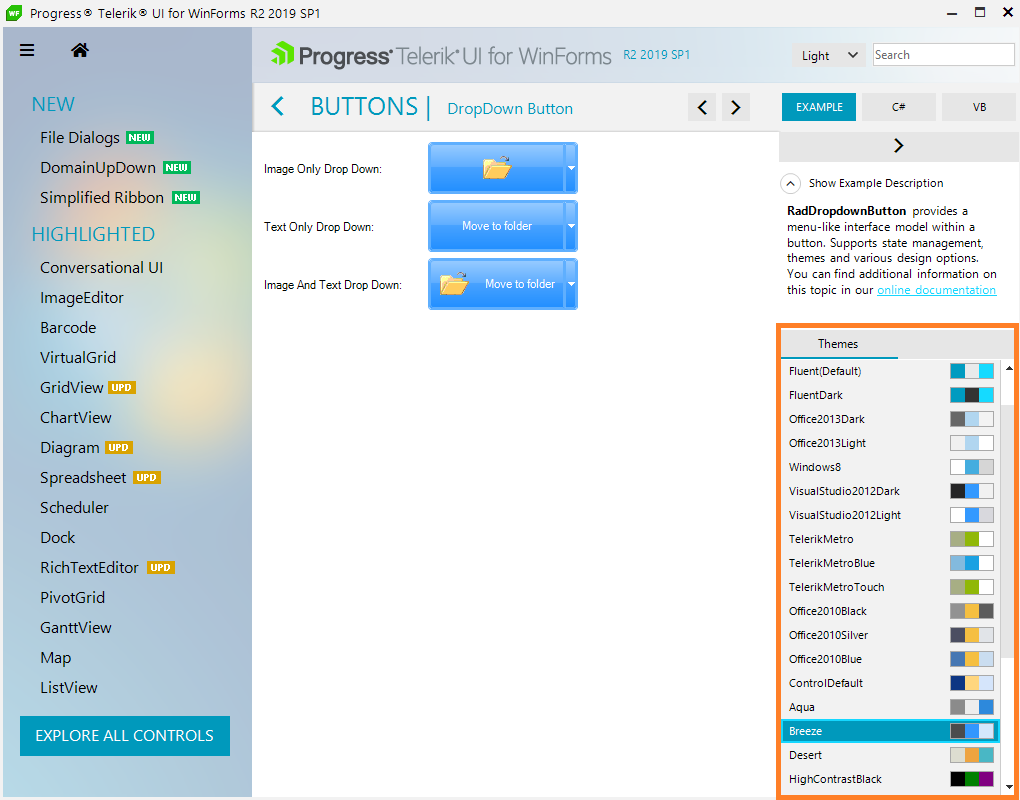 WF Progress® Telerik® UI for WinForms R2 2019 SP1
Progress® Telerik® UI for WinForms R2 2019 SP1
Light
Search
NEW
File Dialogs NEW
DomainUpDown NEW
Simplified Ribbon NEW
HIGHLIGHTED
Conversational UI
ImageEditor
Barcode
VirtualGrid
GridView UPD
ChartView
Diagram UPD
Spreadsheet UPD
Scheduler
Dock
RichTextEditor UPD
PivotGrid
GanttView
Map
ListView
EXPLORE ALL CONTROLS
BUTTONS | DropDown Button
Image Only Drop Down:
Text Only Drop Down:
Move to folder
Image And Text Drop Down:
Move to folder
EXAMPLE
C#
VB
Show Example Description
RadDropdownButton provides a
menu-like interface model within a
button. Supports state management,
themes and various design options.
You can find additional information on
this topic in our online documentation
Themes
Fluent(Default)
FluentDark
Office2013Dark
Office2013Light
Windows8
VisualStudio2012Dark
VisualStudio2012Light
TelerikMetro
TelerikMetroBlue
TelerikMetroTouch
Office2010Black
Office2010Silver
Office2010Blue
ControlDefault
Aqua
Breeze
Desert
HighContrastBlack